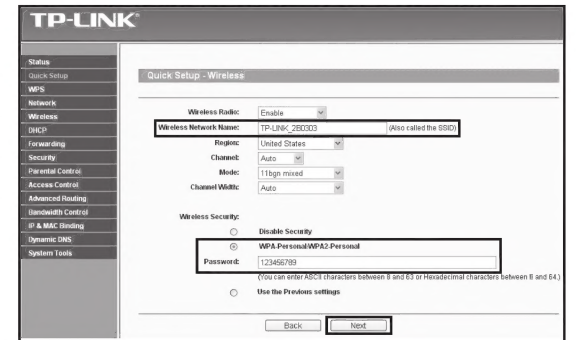 TP-LINK®
Status
Quick Setup
WPS
Network
Wireless
DHCP
Forwarding
Security
Parental Control
Access Control
Advanced Routing
Bandwidth Control
IP & MAC Binding
Dynamic DNS
System Tools
Quick Setup - Wireless
Wireless Radio: Enable
Wireless Network Name: TP-LINK_2B0303 (Also called the SSID)
Region: United States
Channel: Auto
Mode: 11bgn mixed
Channel Width: Auto
Wireless Security:
Disable Security
WPA-Personal/WPA2-Personal
Password: 123456789
(You can enter ASCII characters between 8 and 63 or Hexadecimal characters between 8 and 64.)
Use the Previous settings
Back Next